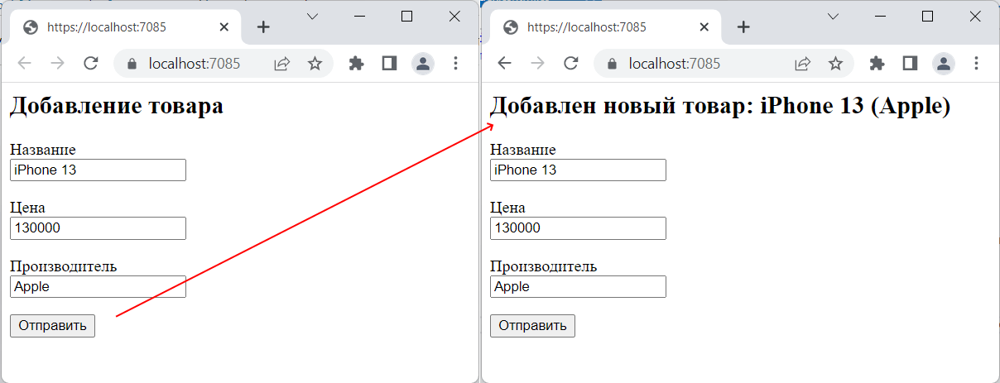 https://localhost:7085
localhost:7085
Добавление товара
Название
iPhone 13
Цена
130000
Производитель
Apple
Отправить
https://localhost:7085
localhost:7085
Добавлен новый товар: iPhone 13 (Apple)
Название
iPhone 13
Цена
130000
Производитель
Apple
Отправить